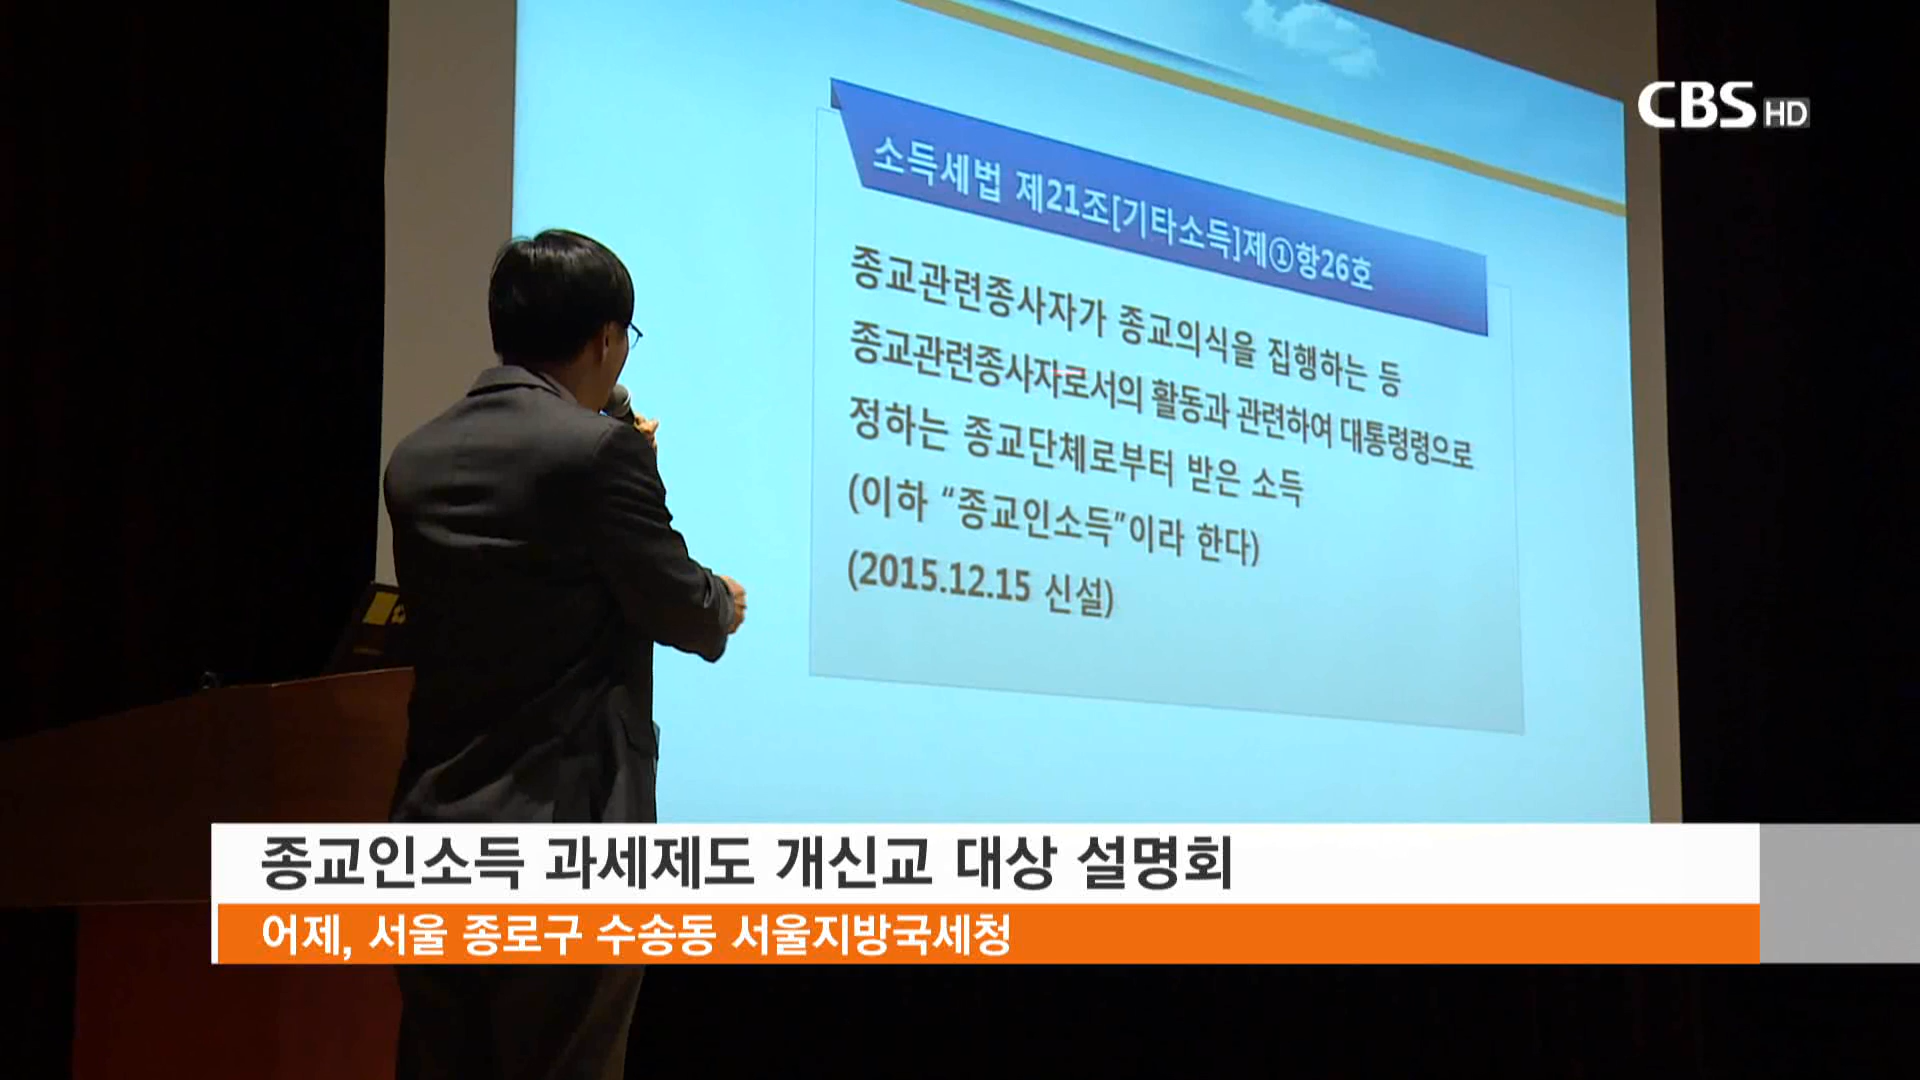 CBS HD
소득세법 제21조[기타소득]제①항26호
종교관련종사자가 종교의식을 집행하는 등
종교관련종사자로서의 활동과 관련하여 대통령령으로
정하는 종교단체로부터 받은 소득
(이하 “종교인소득”이라 한다)
(2015.12.15 신설)
종교인소득 과세제도 개신교 대상 설명회
어제, 서울 종로구 수송동 서울지방국세청